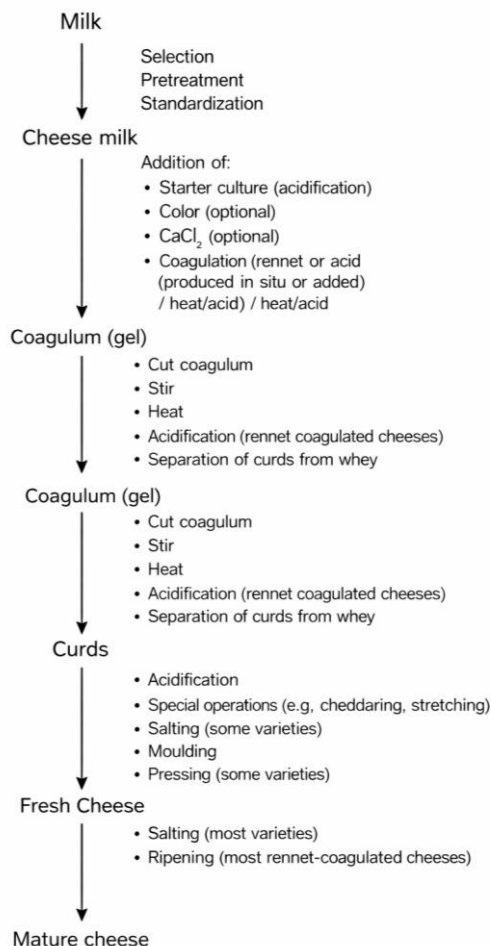 Milk
Selection
Pretreatment
Standardization
Cheese milk
Addition of:
• Starter culture (acidification)
• Color (optional)
• CaCl₂ (optional)
• Coagulation (rennet or acid
(produced in situ or added)
/ heat/acid) / heat/acid
Coagulum (gel)
• Cut coagulum
• Stir
• Heat
• Acidification (rennet coagulated cheeses)
• Separation of curds from whey
Coagulum (gel)
• Cut coagulum
• Stir
• Heat
• Acidification (rennet coagulated cheeses)
• Separation of curds from whey
Curds
• Acidification
• Special operations (e.g, cheddaring, stretching)
• Salting (some varieties)
• Moulding
• Pressing (some varieties)
Fresh Cheese
• Salting (most varieties)
• Ripening (most rennet-coagulated cheeses)
Mature cheese